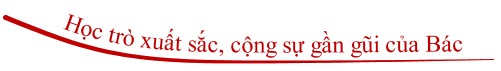 Học trò xuất sắc, cộng sự gần gũi của Bác